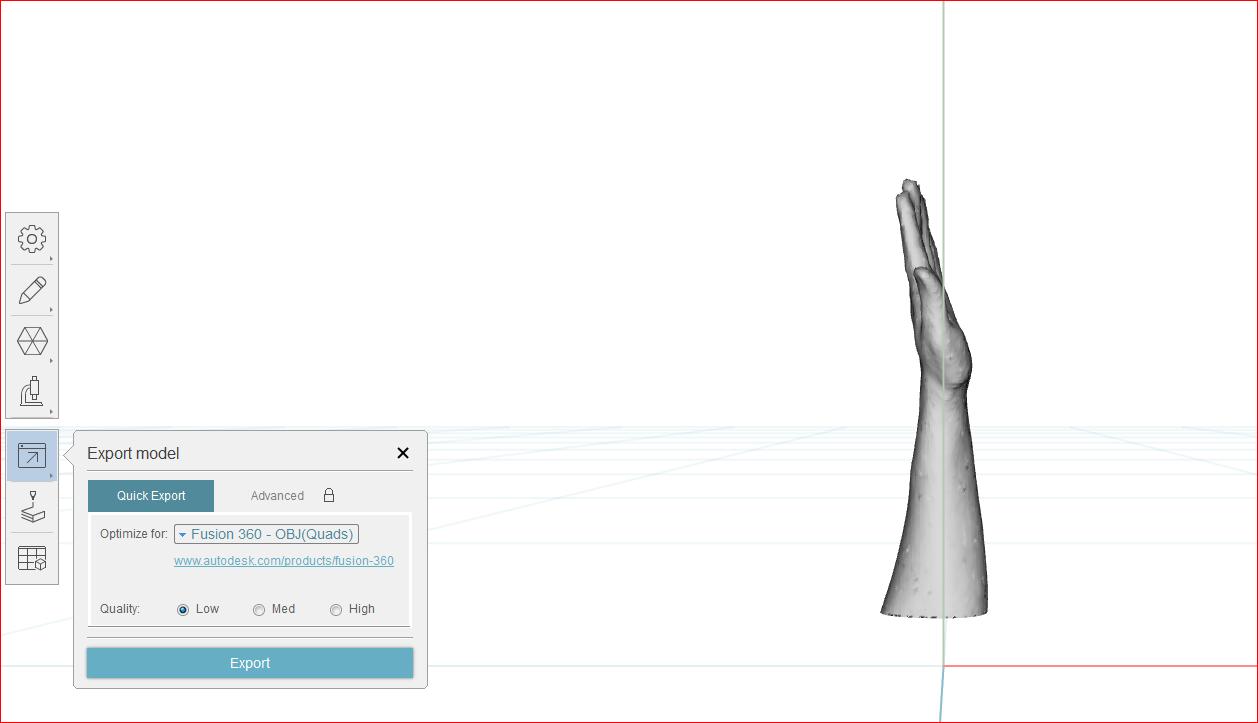 Export model
Quick Export Advanced
Optimize for: Fusion 360 - OBJ(Quads)
www.autodesk.com/products/fusion-360
Quality: Low Med High
Export